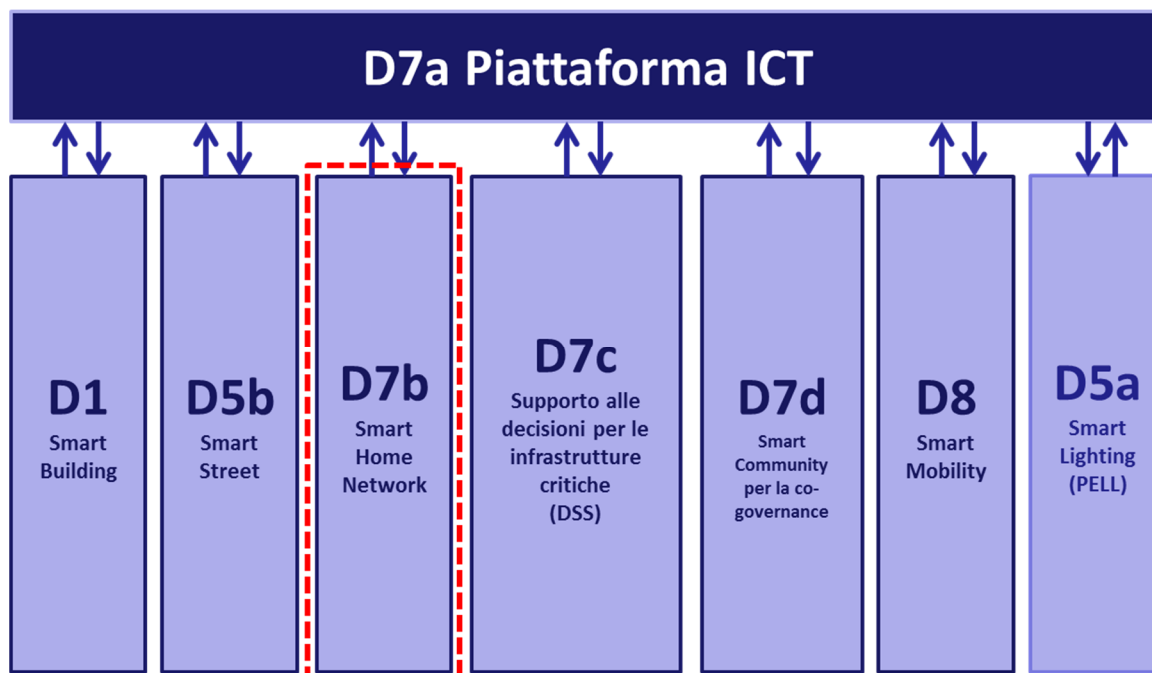 D7a Piattaforma ICT
D1
Smart
Building
D5b
Smart
Street
D7b
Smart
Home
Network
D7c
Supporto alle
decisioni per le
infrastrutture
critiche
(DSS)
D7d
Smart
Community
per la co-
governance
D8
Smart
Mobility
D5a
Smart
Lighting
(PELL)